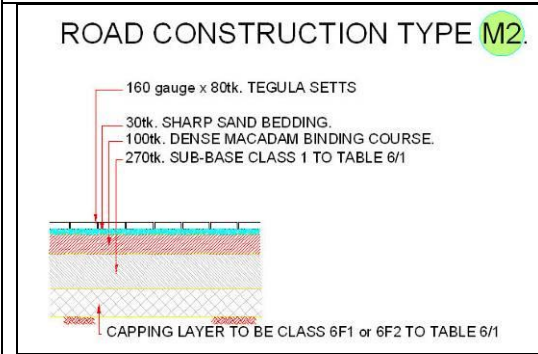 ROAD CONSTRUCTION TYPE M2.
160 gauge x 80tk. TEGULA SETTS
30tk. SHARP SAND BEDDING.
100tk. DENSE MACADAM BINDING COURSE.
270tk. SUB-BASE CLASS 1 TO TABLE 6/1
CAPPING LAYER TO BE CLASS 6F1 or 6F2 TO TABLE 6/1